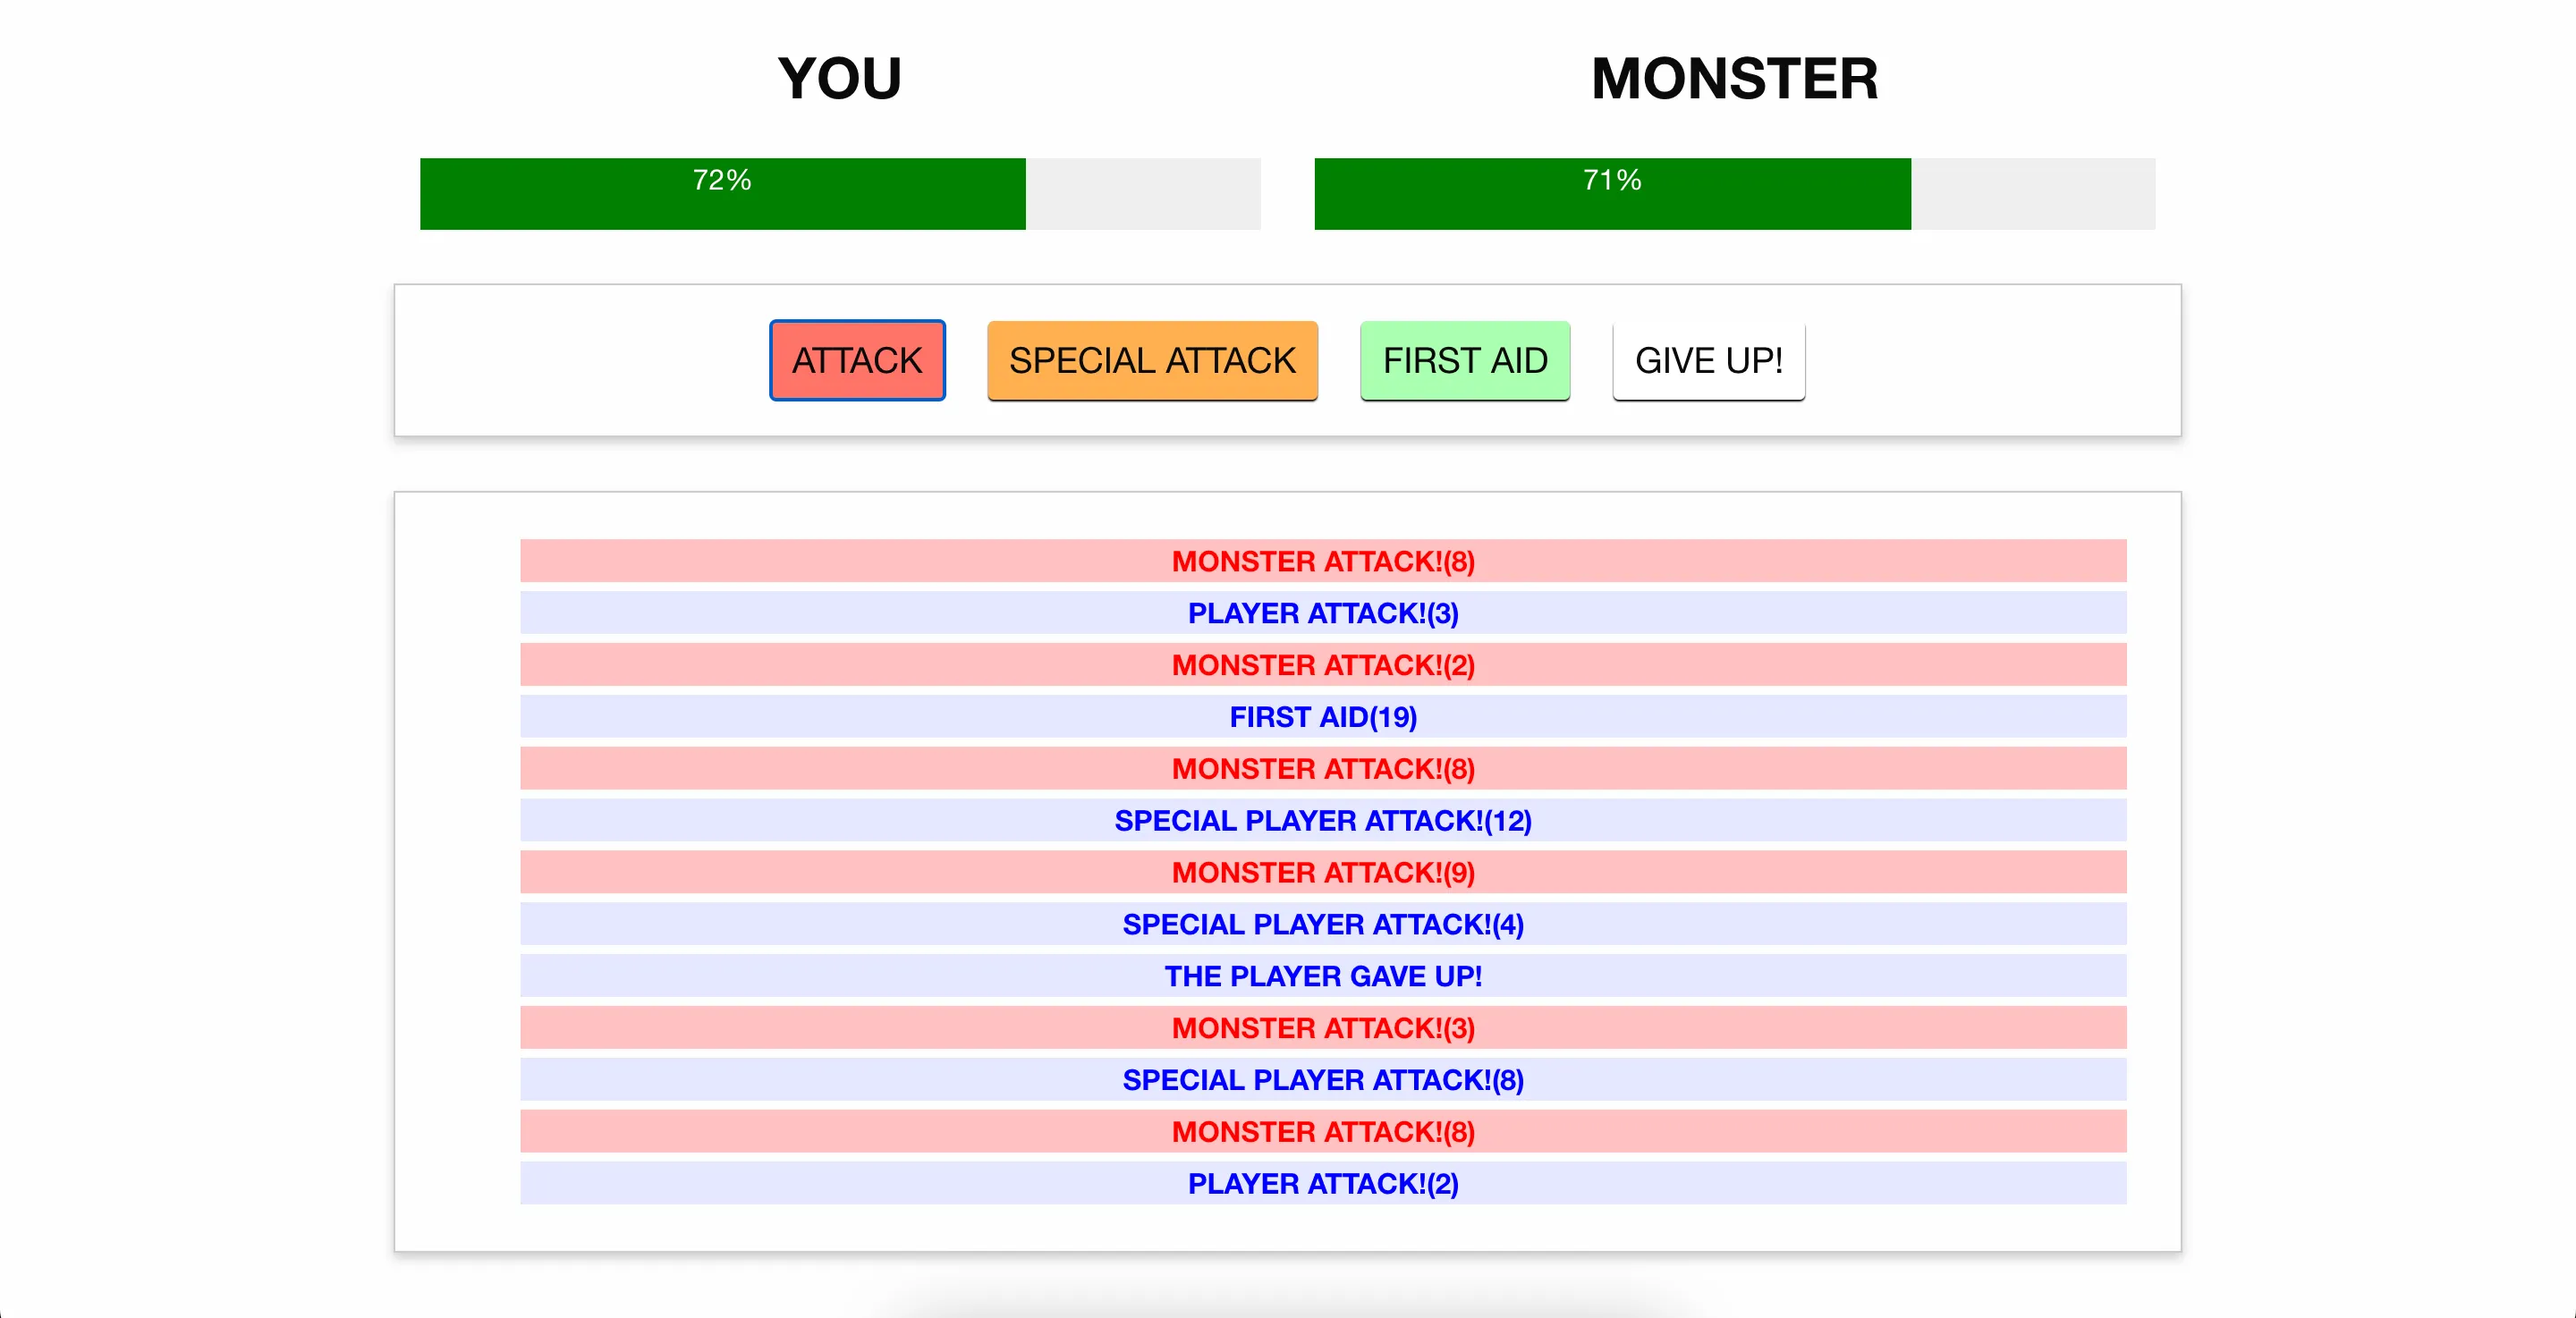 YOU MONSTER
72% 71%
ATTACK SPECIAL ATTACK FIRST AID GIVE UP!
MONSTER ATTACK!(8)
PLAYER ATTACK!(3)
MONSTER ATTACK!(2)
FIRST AID(19)
MONSTER ATTACK!(8)
SPECIAL PLAYER ATTACK!(12)
MONSTER ATTACK!(9)
SPECIAL PLAYER ATTACK!(4)
THE PLAYER GAVE UP!
MONSTER ATTACK!(3)
SPECIAL PLAYER ATTACK!(8)
MONSTER ATTACK!(8)
PLAYER ATTACK!(2)